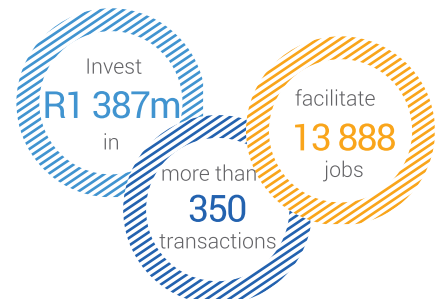 Invest
R1 387m
in
more than
350
transactions
facilitate
13 888
jobs